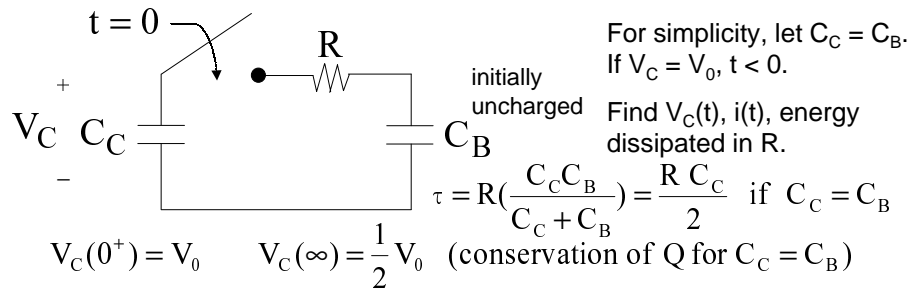 t = 0
R
For simplicity, let C_C = C_B.
If V_C = V_0, t < 0.
initially
uncharged
Find V_C(t), i(t), energy
dissipated in R.
+
V_C C_C
−
C_B
τ = R(C_C C_B / (C_C + C_B)) = R C_C / 2 if C_C = C_B
V_C(0⁺) = V_0 V_C(∞) = 1/2 V_0 (conservation of Q for C_C = C_B)